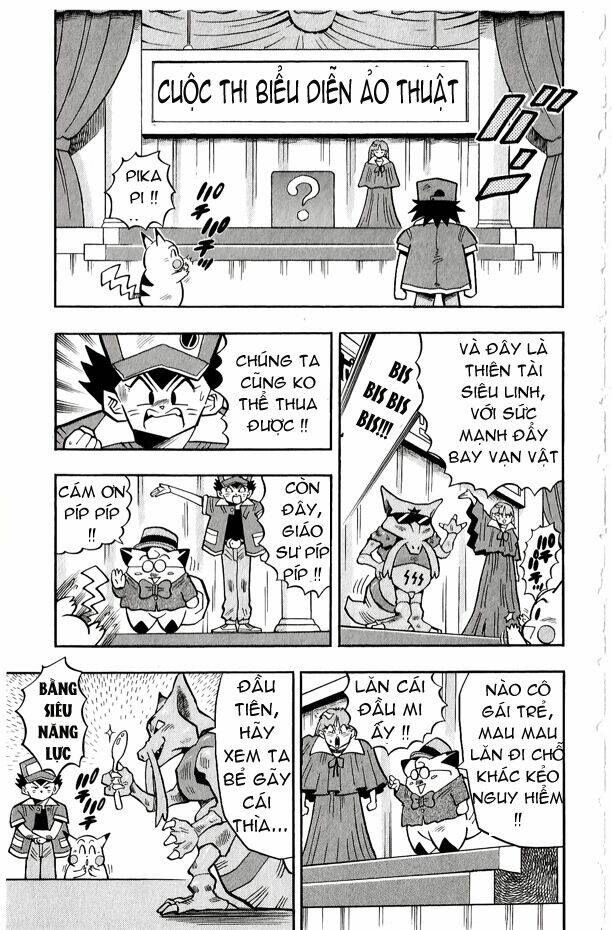 CUỘC THI BIỂU DIỄN ẢO THUẬT
PIKA
PI !!
VÀ ĐÂY LÀ
THIÊN TÀI
SIÊU LINH,
VỚI SỨC
MẠNH ĐẨY
BAY VẠN VẬT
BIS
BIS BIS
BIS!!!
CHÚNG TA
CŨNG KO
THỂ THUA
ĐƯỢC !!
CÒN
ĐÂY,
GIÁO
SƯ PÍP
PÍP !!
CÁM ƠN
PÍP PÍP
!!
NÀO CÔ
GÁI TRẺ,
MAU MAU
LĂN ĐI CHỖ
KHÁC KẺO
NGUY HIỂM
!!
LĂN CÁI
ĐẦU MI
ẤY !!
ĐẦU
TIÊN,
HÃY
XEM TA
BẺ GÃY
CÁI
THÌA...
BẰNG
SIÊU
NĂNG
LỰC